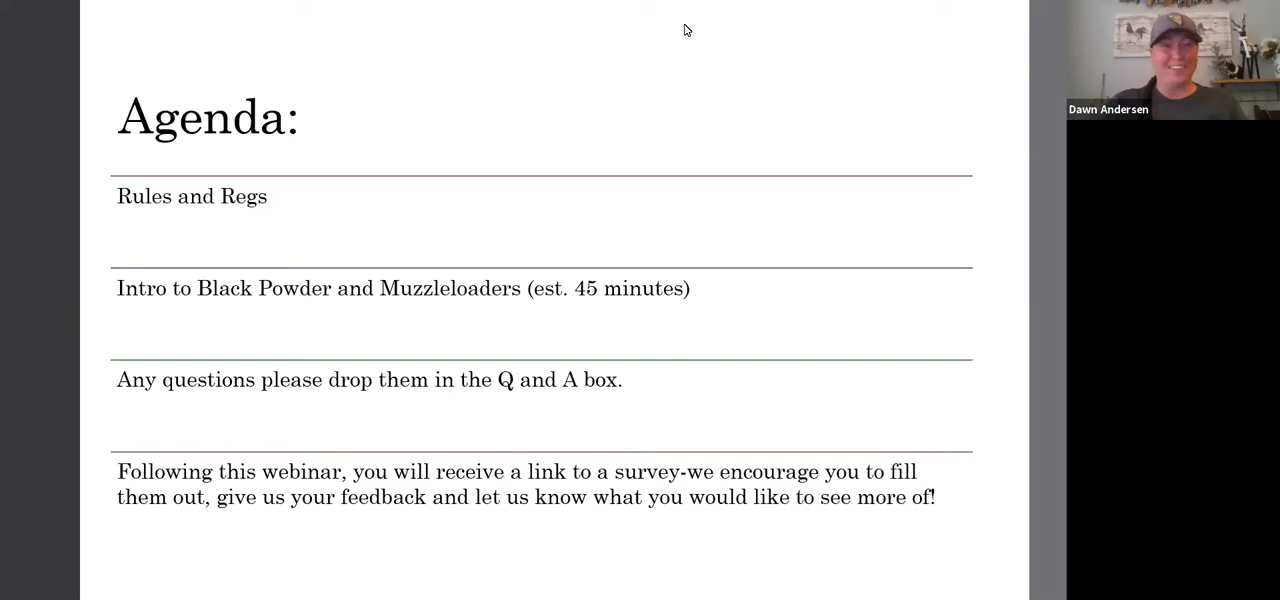 Agenda:
Rules and Regs
Intro to Black Powder and Muzzleloaders (est. 45 minutes)
Any questions please drop them in the Q and A box.
Following this webinar, you will receive a link to a survey-we encourage you to fill
them out, give us your feedback and let us know what you would like to see more of!
Dawn Andersen